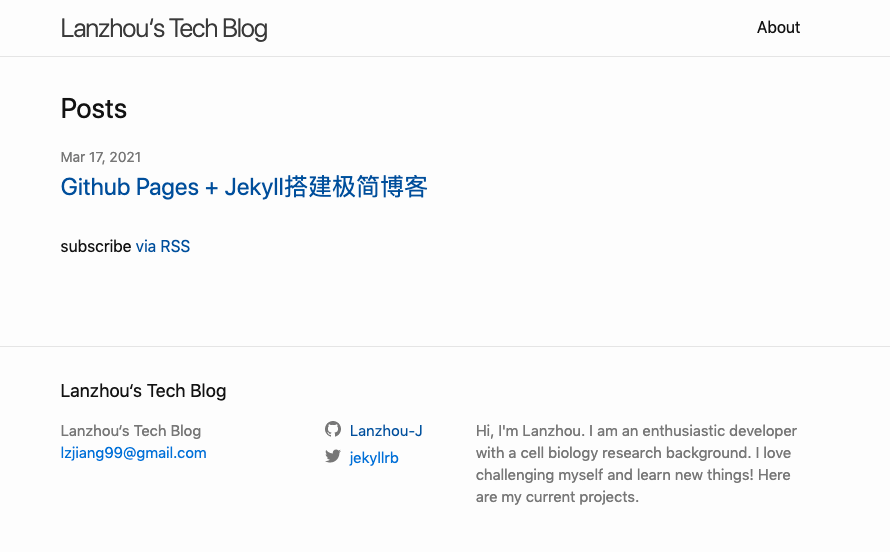 Lanzhou‘s Tech Blog
About
Posts
Mar 17, 2021
Github Pages + Jekyll搭建极简博客
subscribe via RSS
Lanzhou‘s Tech Blog
Lanzhou‘s Tech Blog
lzjiang99@gmail.com
Lanzhou-J
jekyllrb
Hi, I'm Lanzhou. I am an enthusiastic developer
with a cell biology research background. I love
challenging myself and learn new things! Here
are my current projects.